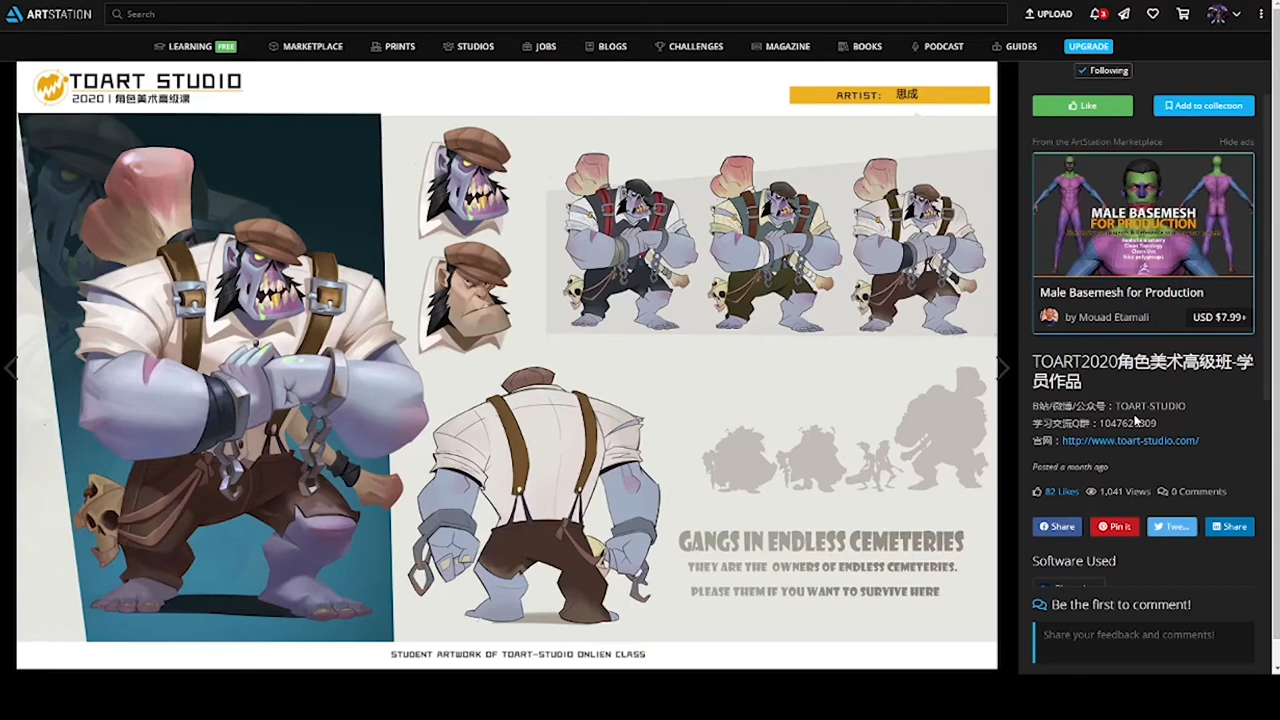 ARTSTATION
Search
UPLOAD
LEARNING FREE
MARKETPLACE
PRINTS
STUDIOS
JOBS
BLOGS
CHALLENGES
MAGAZINE
BOOKS
PODCAST
GUIDES
UPGRADE
TOART STUDIO
2020 | 角色美术高级课
ARTIST: 思成
GANGS IN ENDLESS CEMETERIES
THEY ARE THE OWNERS OF ENDLESS CEMETERIES.
PLEASE THEM IF YOU WANT TO SURVIVE HERE
STUDENT ARTWORK OF TOART-STUDIO ONLIEN CLASS
Following
Like
Add to collection
From the ArtStation Marketplace
Hide ads
MALE BASEMESH
FOR PRODUCTION
Male Basemesh for Production
by Mouad Etamali
USD $7.99+
TOART2020角色美术高级班-学
员作品
B站/微博/公众号：TOART-STUDIO
学习交流Q群：
官网：http://www.toart-studio.com/
Posted a month ago
82 Likes
1,041 Views
0 Comments
Share
Pin it
Twe...
Share
Software Used
Be the first to comment!
Share your feedback and comments!